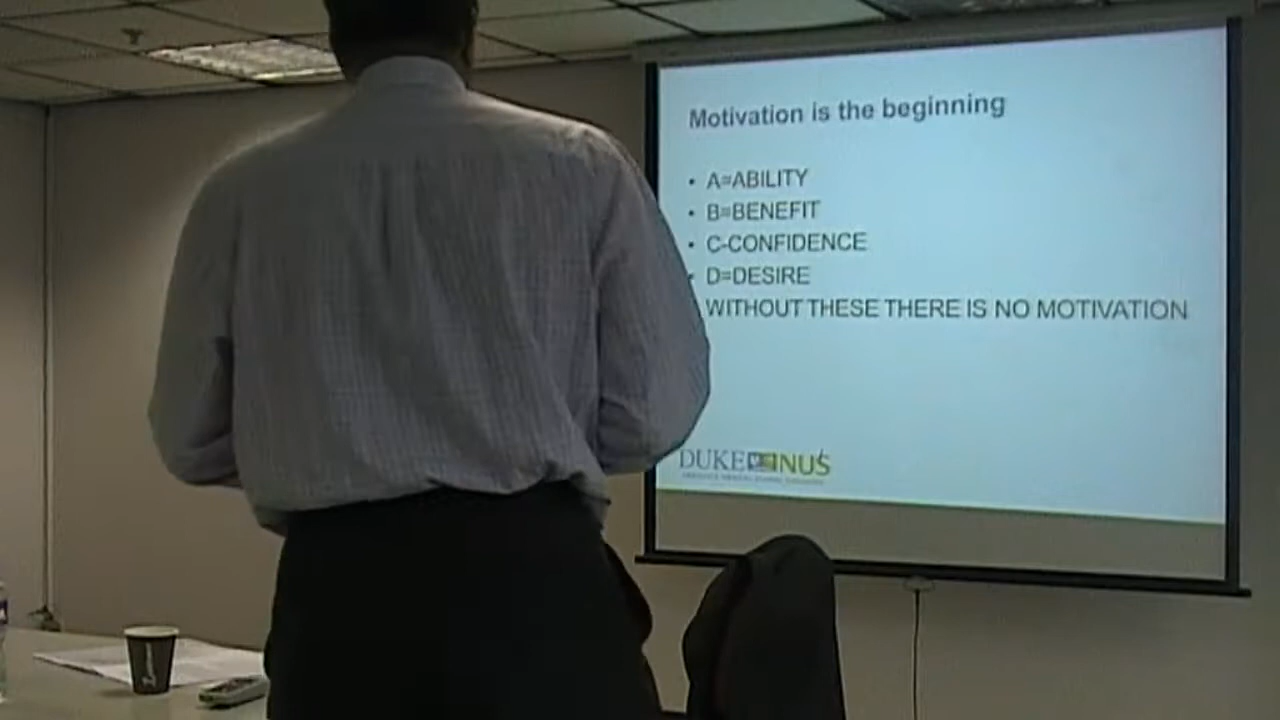 Motivation is the beginning
• A=ABILITY
• B=BENEFIT
• C-CONFIDENCE
• D=DESIRE
WITHOUT THESE THERE IS NO MOTIVATION
DUKE NUS